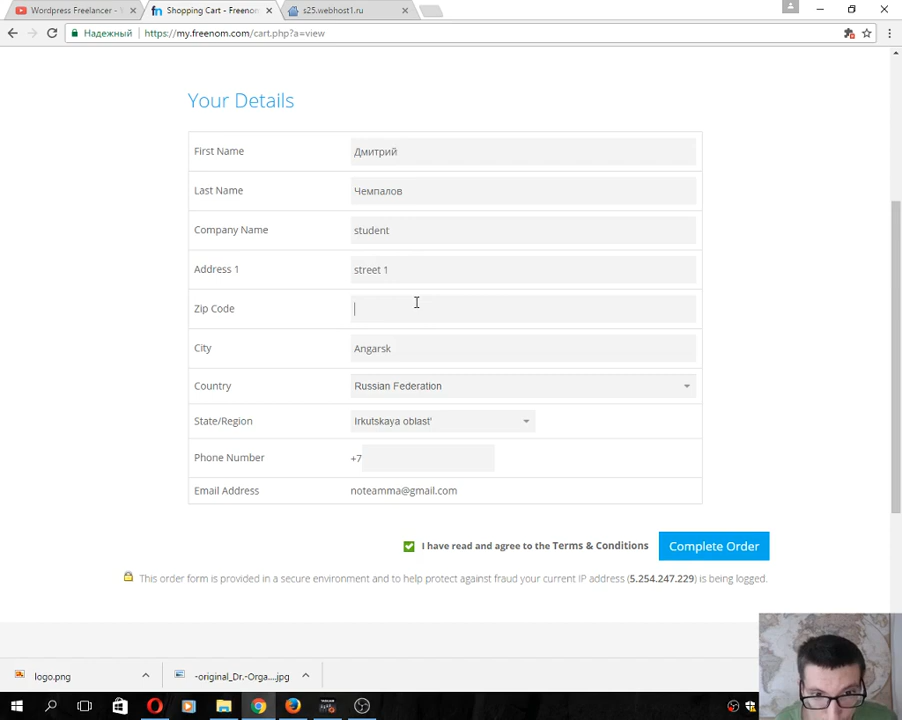 Wordpress Freelancer -
Shopping Cart - Freenom
s25.webhost1.ru
Надежный
https://my.freenom.com/cart.php?a=view
Your Details
First Name
Дмитрий
Last Name
Чемпалов
Company Name
student
Address 1
street 1
Zip Code
City
Angarsk
Country
Russian Federation
State/Region
Irkutskaya oblast'
Phone Number
+7
Email Address
noteamma@gmail.com
I have read and agree to the Terms & Conditions
Complete Order
This order form is provided in a secure environment and to help protect against fraud your current IP address (5.254.247.229) is being logged.
logo.png
-original_Dr.-Orga....jpg